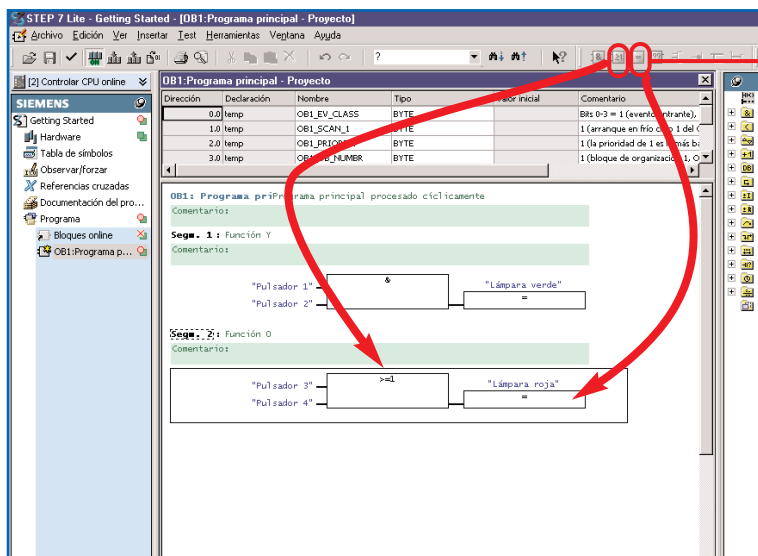 STEP 7 Lite - Getting Started - [OB1:Programa principal - Proyecto]
Archivo Edición Ver Insertar Test Herramientas Ventana Ayuda
?
[2] Controlar CPU online
OB1:Programa principal - Proyecto
SIEMENS
Getting Started
Hardware
Tabla de símbolos
Observar/forzar
Referencias cruzadas
Documentación del pro...
Programa
Bloques online
OB1:Programa p...
Dirección Declaración Nombre Tipo Valor inicial Comentario
0.0 temp OB1_EV_CLASS BYTE Bits 0-3 = 1 (evento entrante),
1.0 temp OB1_SCAN_1 BYTE 1 (arranque en frío 1 del
2.0 temp BYTE 1 (la prioridad de 1 es más
3.0 temp BYTE 1 (bloque de organización 1,
OB1: Programa principal procesado cíclicamente
Comentario:
Segm. 1: Función Y
Comentario:
&
"Pulsador 1"
"Lámpara verde"
"Pulsador 2"
=
Segm. 2: Función O
Comentario:
>=1
"Pulsador 3"
"Lámpara roja"
"Pulsador 4"
=